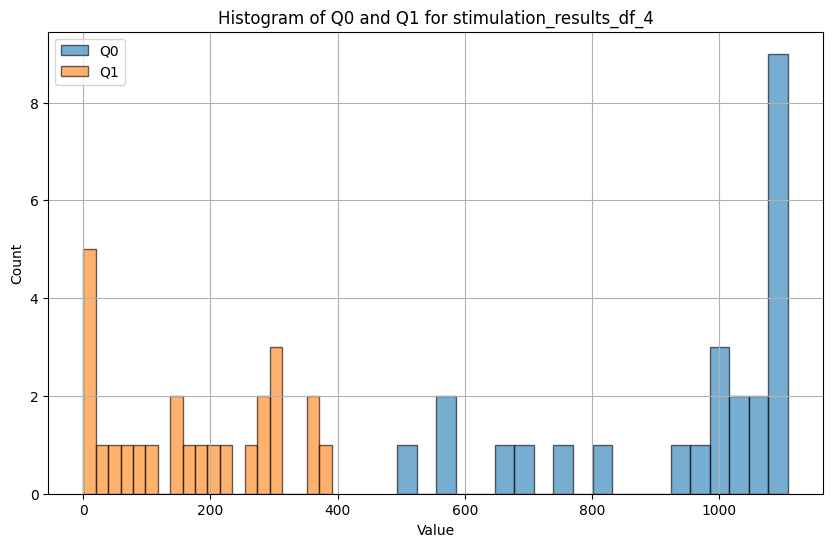 Histogram of Q0 and Q1 for stimulation_results_df_4
Q0
Q1
Count
8
6
4
2
0
0 200 400 600 800 1000
Value